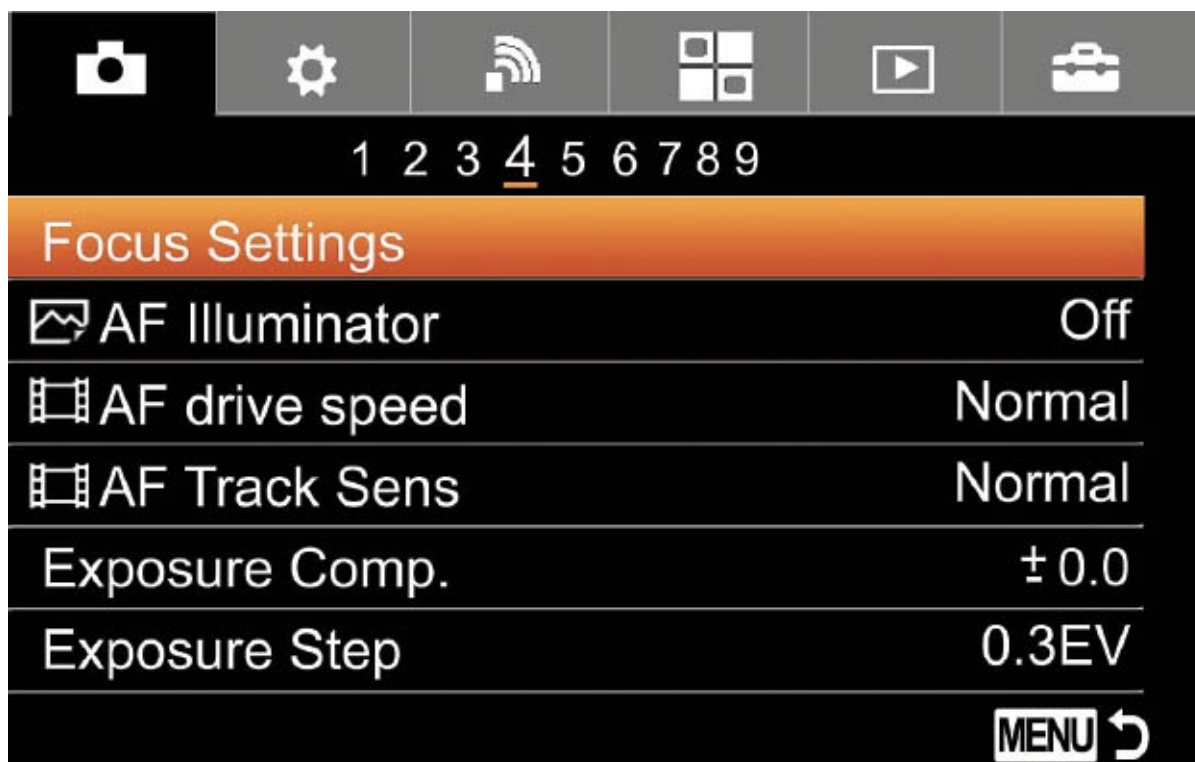 1 2 3 4 5 6 7 8 9
Focus Settings
AF Illuminator Off
AF drive speed Normal
AF Track Sens Normal
Exposure Comp. ±0.0
Exposure Step 0.3EV
MENU